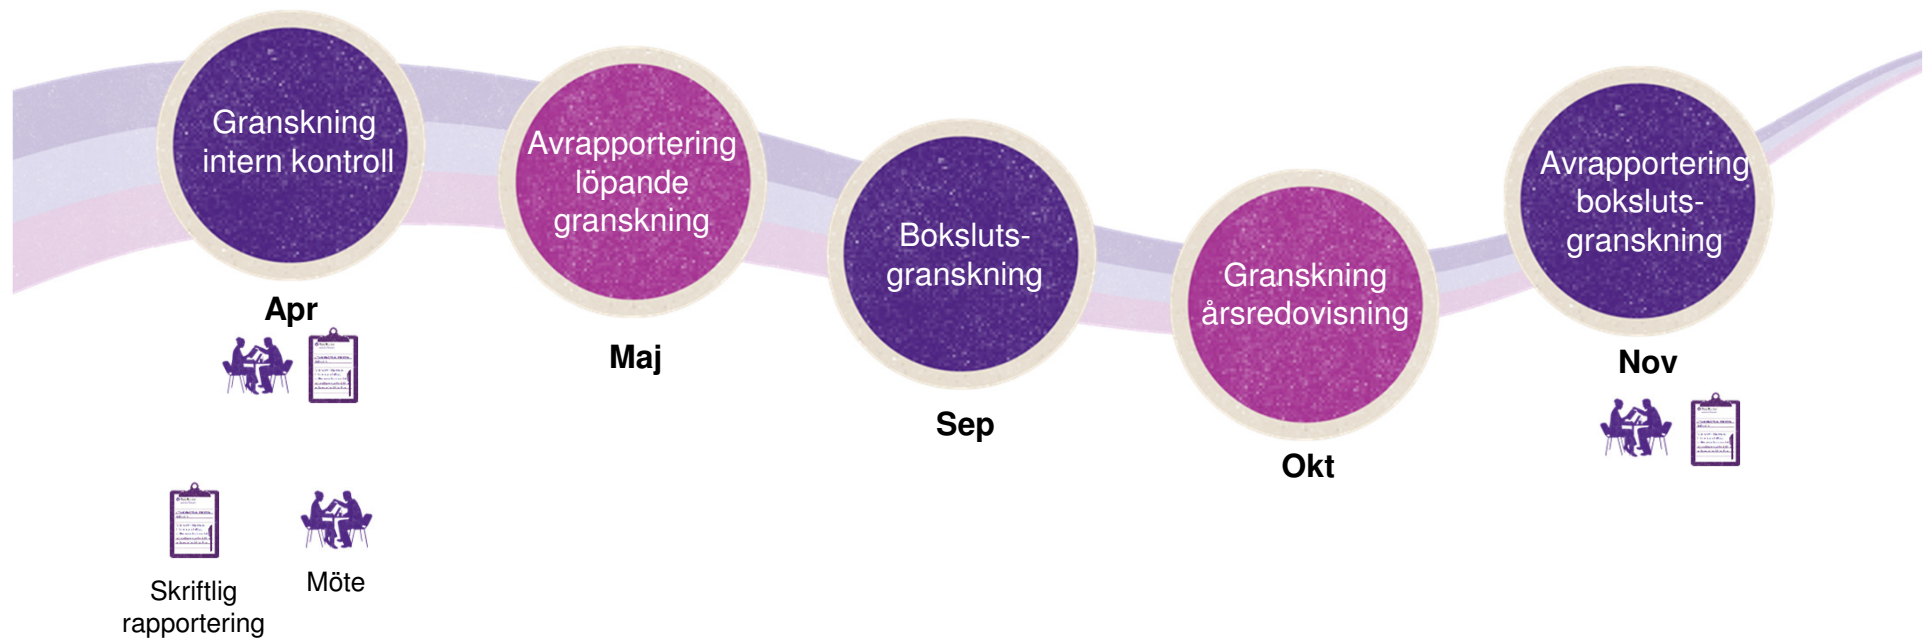 Granskning
intern kontroll
Apr
Avrapportering
löpande
granskning
Maj
Boksluts-
granskning
Sep
Granskning
årsredovisning
Okt
Avrapportering
boksluts-
granskning
Nov
Skriftlig
rapportering
Möte